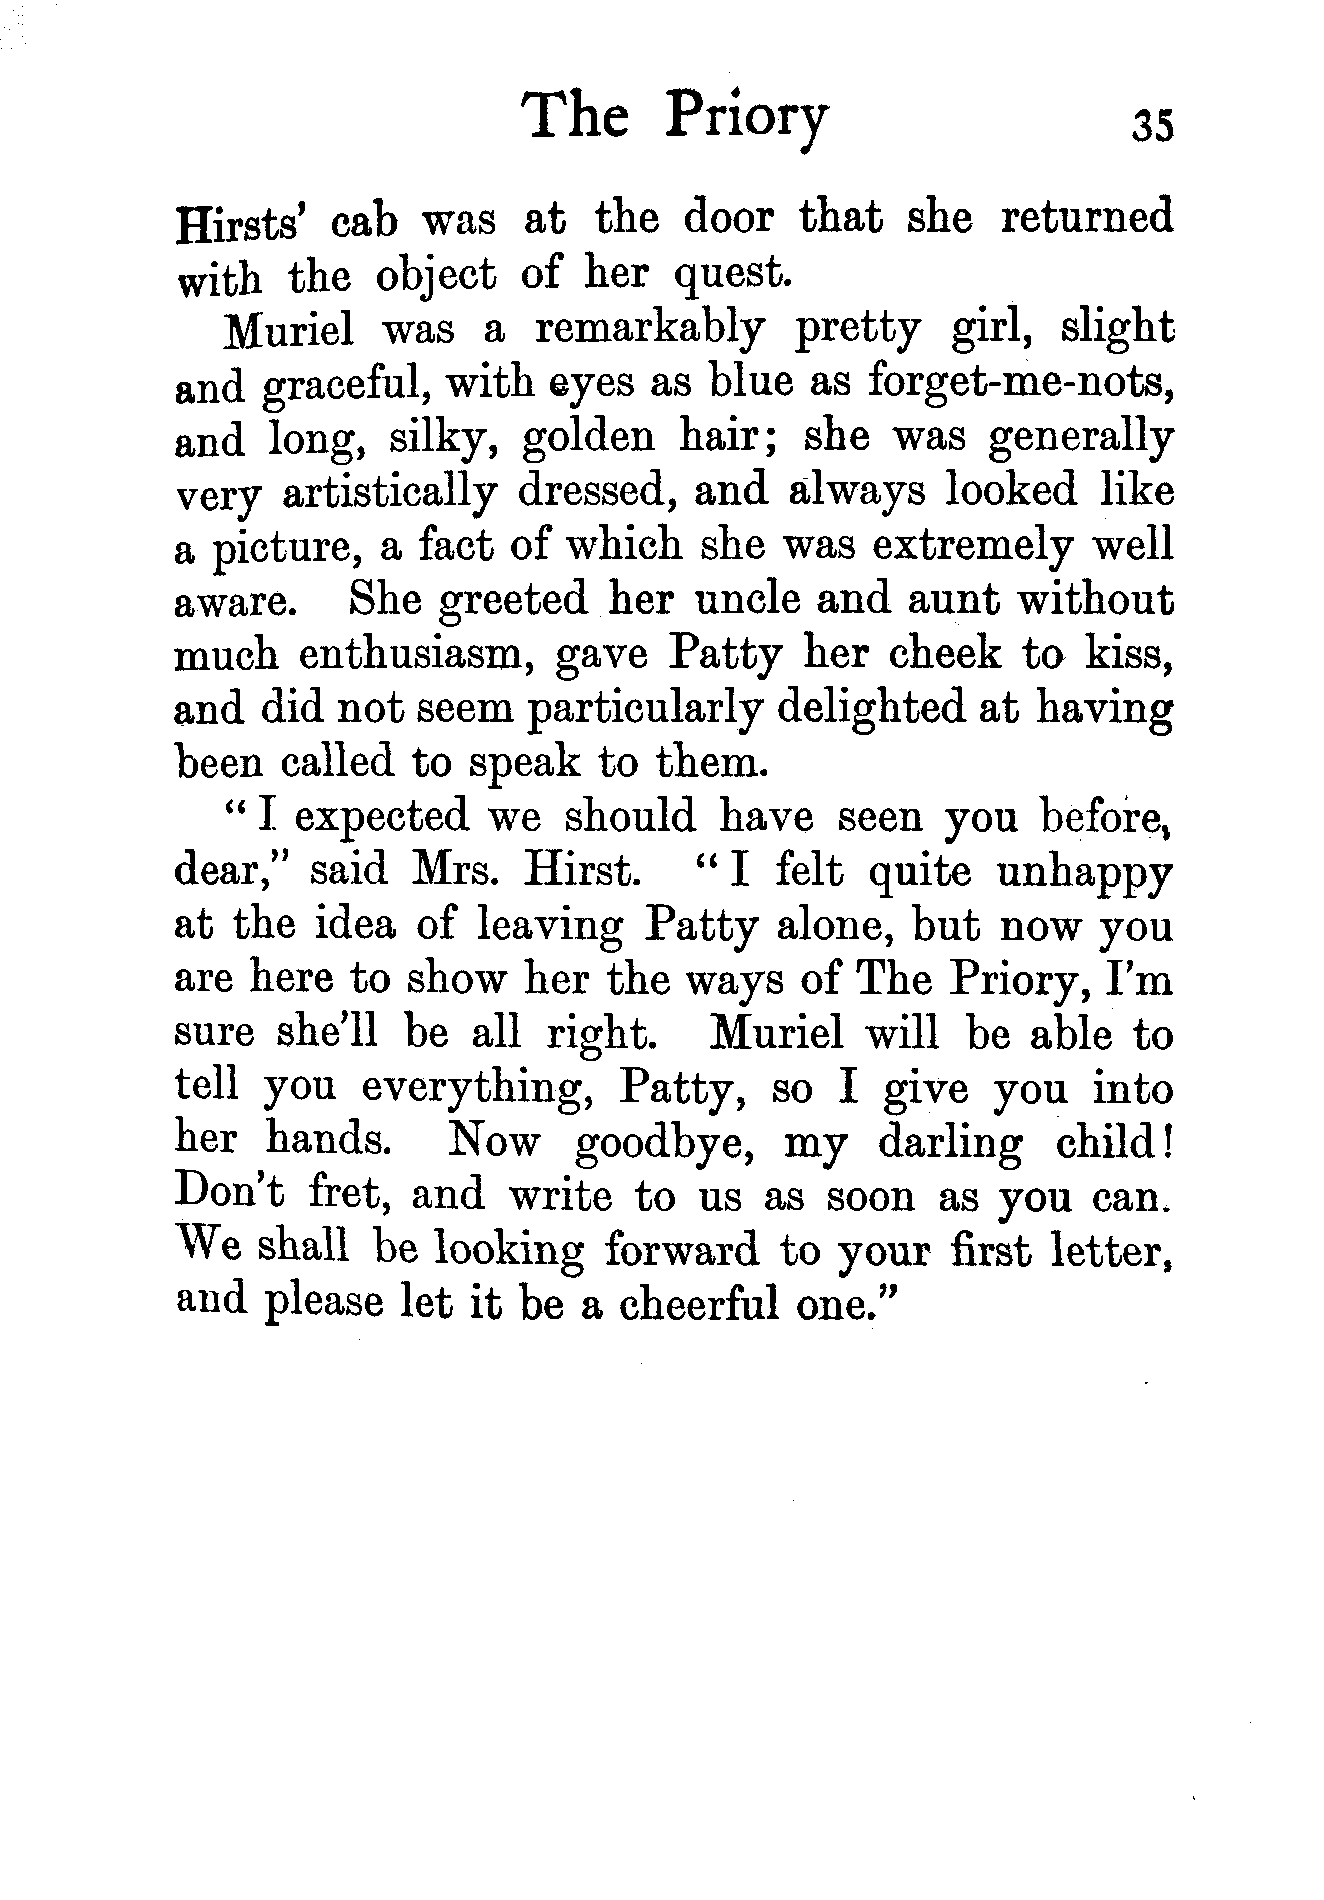 The Priory 35
Hirsts' cab was at the door that she returned
with the object of her quest.
Muriel was a remarkably pretty girl, slight
and graceful, with eyes as blue as forget-me-nots,
and long, silky, golden hair; she was generally
very artistically dressed, and always looked like
a picture, a fact of which she was extremely well
aware. She greeted her uncle and aunt without
much enthusiasm, gave Patty her cheek to kiss,
and did not seem particularly delighted at having
been called to speak to them.
“I expected we should have seen you before,
dear,” said Mrs. Hirst. “I felt quite unhappy
at the idea of leaving Patty alone, but now you
are here to show her the ways of The Priory, I'm
sure she'll be all right. Muriel will be able to
tell you everything, Patty, so I give you into
her hands. Now goodbye, my darling child!
Don't fret, and write to us as soon as you can.
We shall be looking forward to your first letter,
and please let it be a cheerful one.”